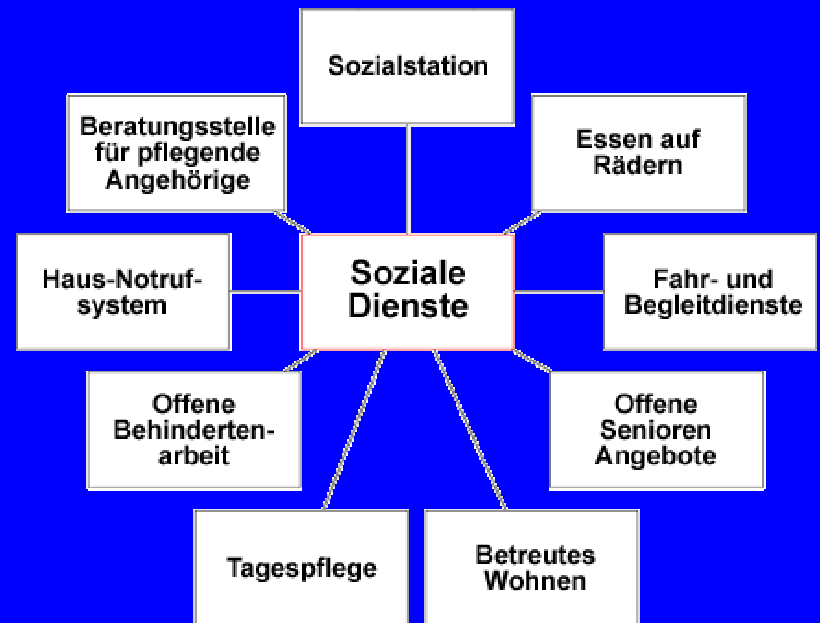 Sozialstation
Beratungsstelle
für pflegende
Angehörige
Essen auf
Rädern
Haus-Notruf-
system
Soziale
Dienste
Fahr- und
Begleitdienste
Offene
Behinderten-
arbeit
Offene
Senioren
Angebote
Tagespflege
Betreutes
Wohnen